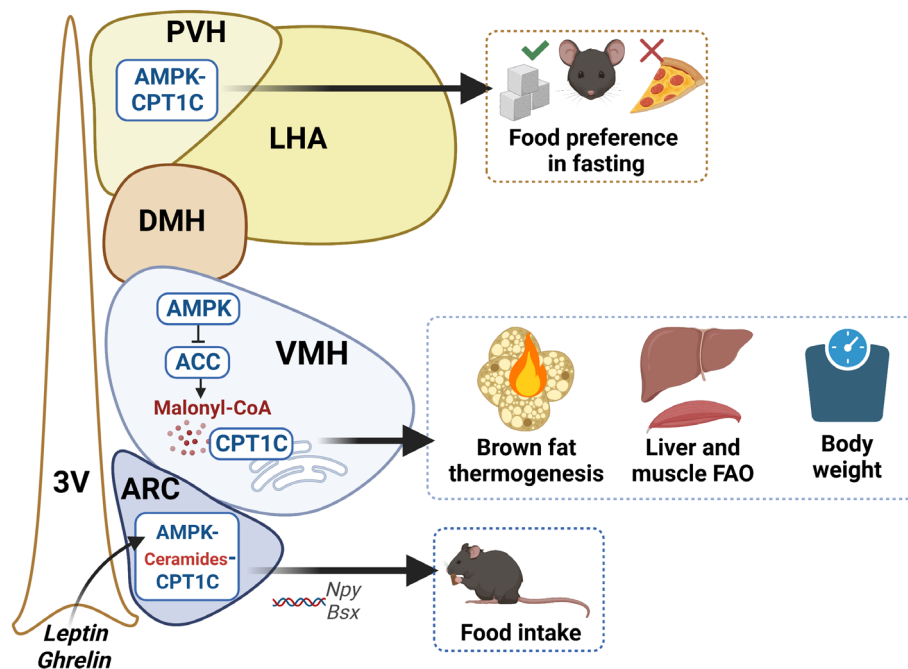 PVH
AMPK-
CPT1C
LHA
Food preference
in fasting
DMH
AMPK
ACC
VMH
Malonyl-CoA
CPT1C
Brown fat
thermogenesis
Liver and
muscle FAO
Body
weight
3V
ARC
AMPK-
Ceramides-
CPT1C
Npy
Bsx
Leptin
Ghrelin
Food intake